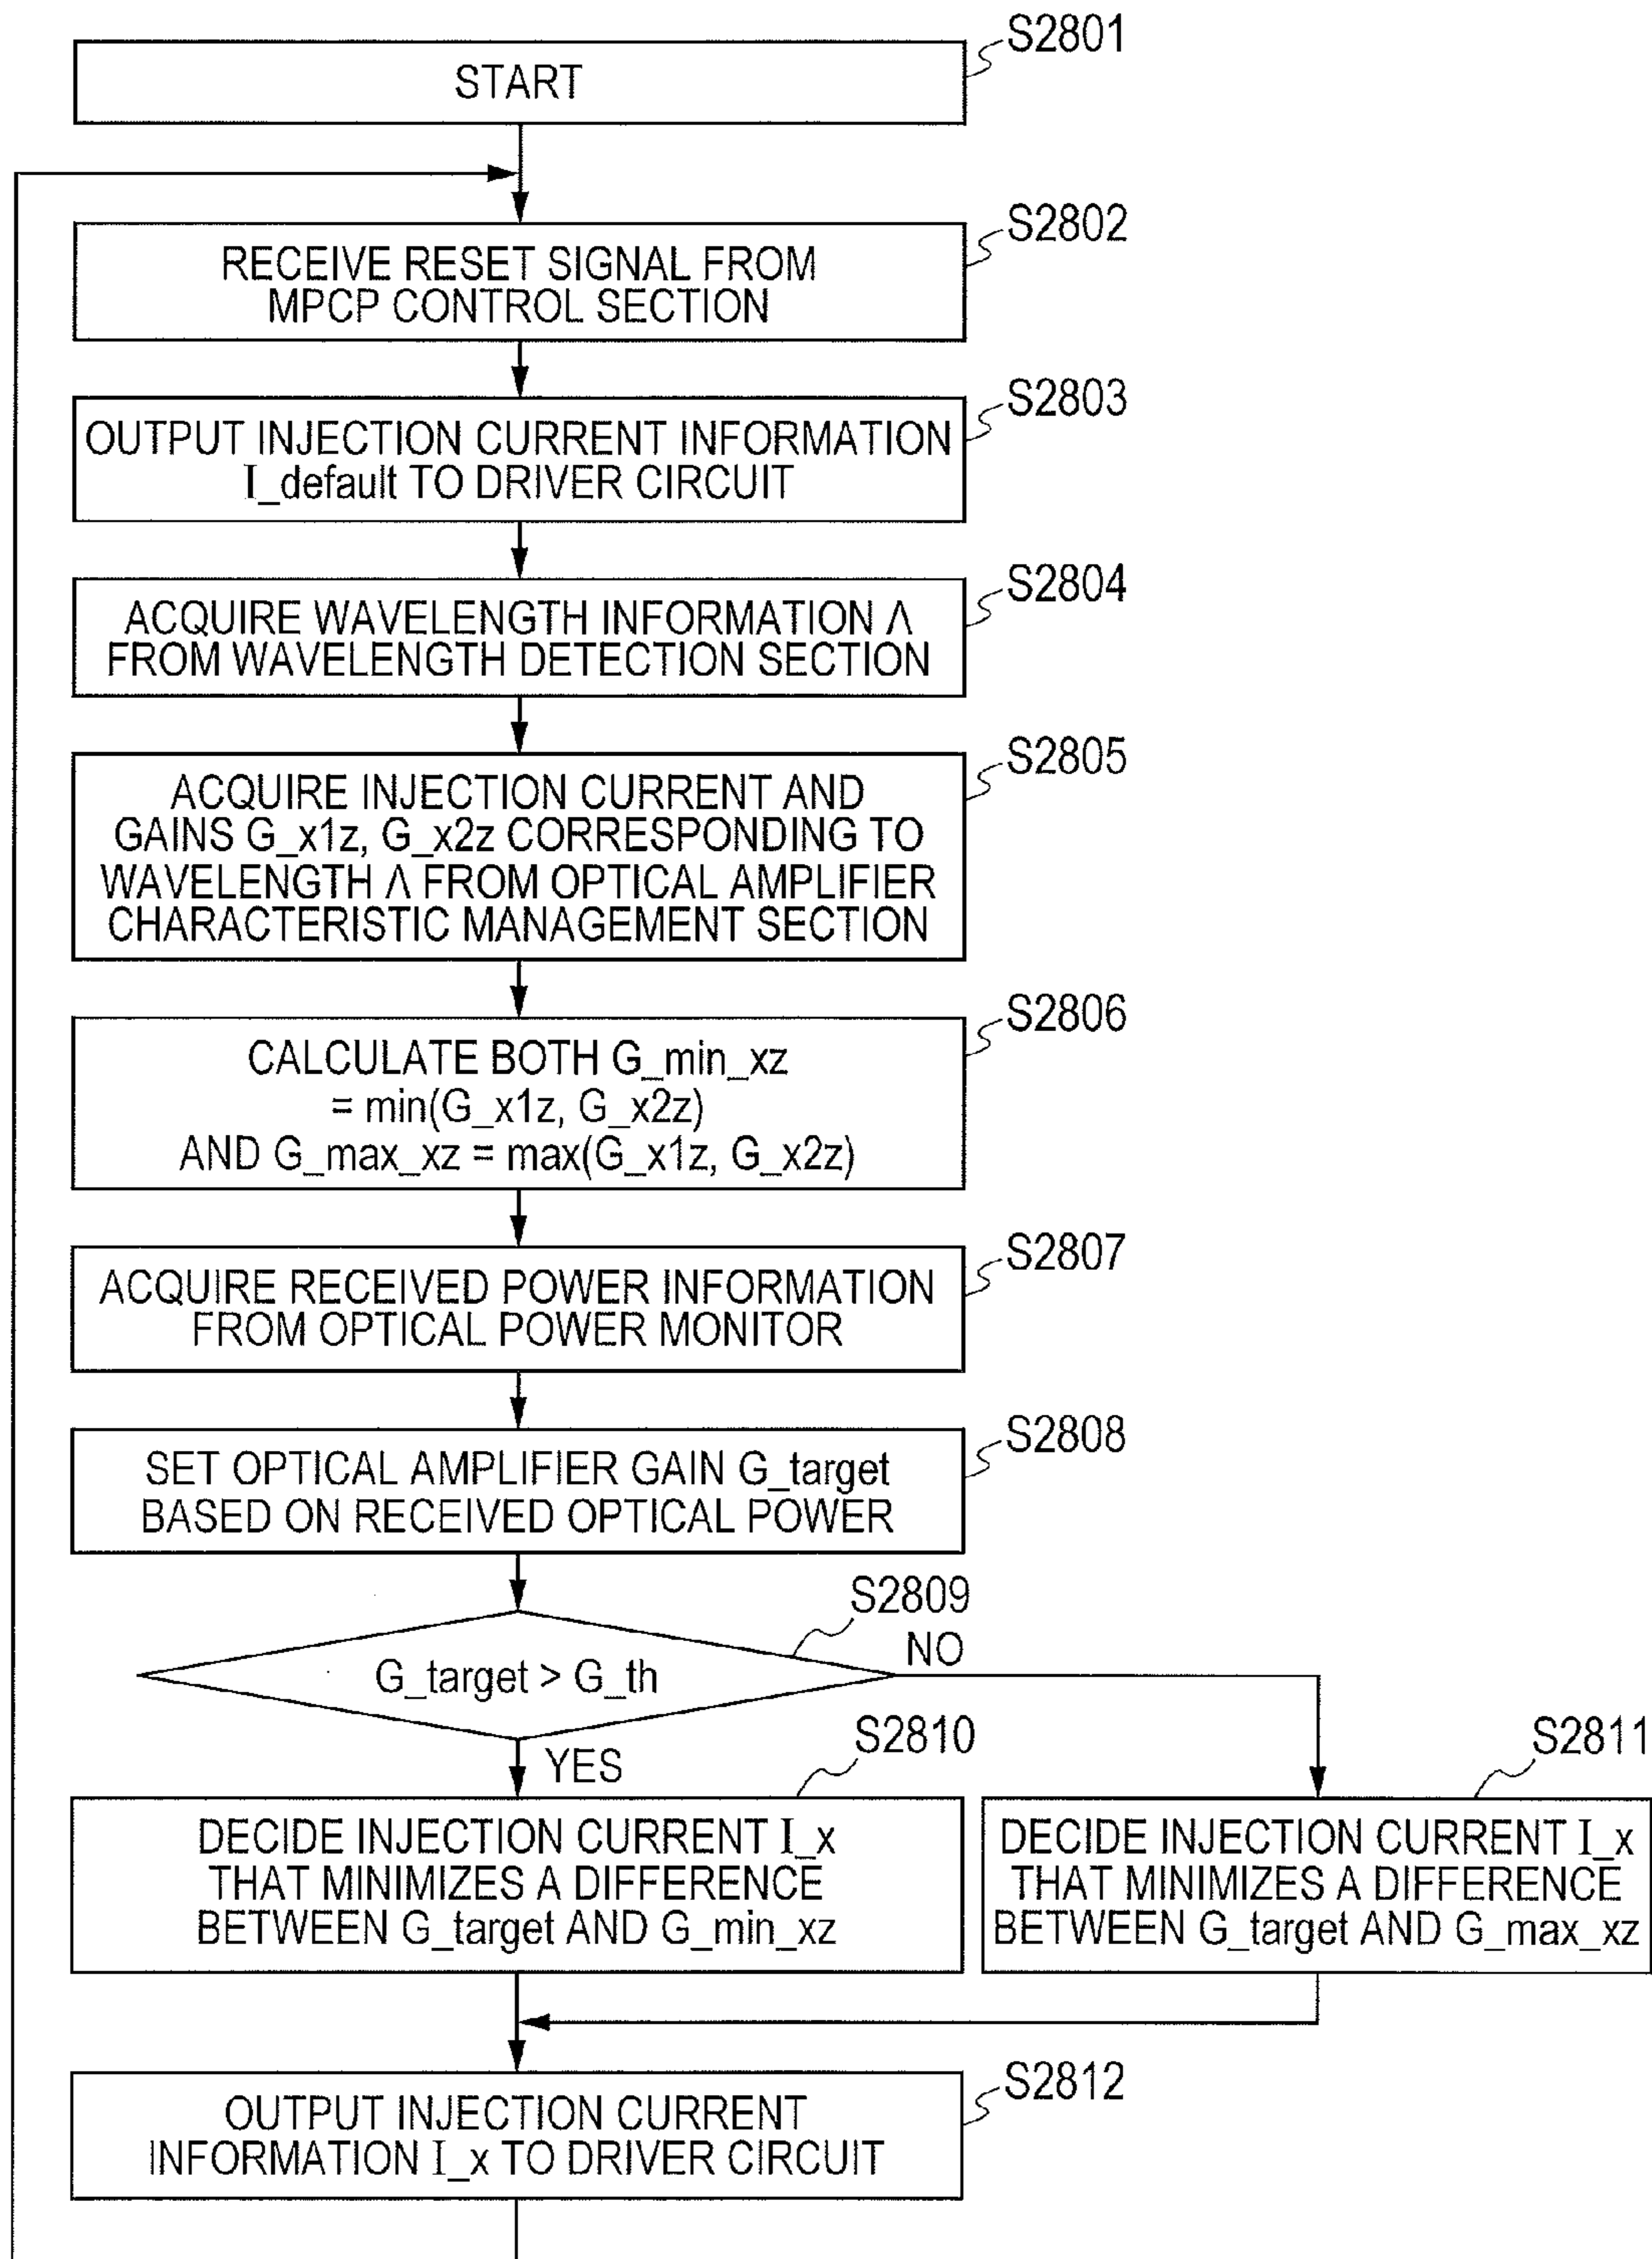 S2801
START
S2802
RECEIVE RESET SIGNAL FROM
MPCP CONTROL SECTION
S2803
OUTPUT INJECTION CURRENT INFORMATION
I_default TO DRIVER CIRCUIT
S2804
ACQUIRE WAVELENGTH INFORMATION Λ
FROM WAVELENGTH DETECTION SECTION
S2805
ACQUIRE INJECTION CURRENT AND
GAINS G_x1z, G_x2z CORRESPONDING TO
WAVELENGTH Λ FROM OPTICAL AMPLIFIER
CHARACTERISTIC MANAGEMENT SECTION
S2806
CALCULATE BOTH G_min_xz
= min(G_x1z, G_x2z)
AND G_max_xz = max(G_x1z, G_x2z)
S2807
ACQUIRE RECEIVED POWER INFORMATION
FROM OPTICAL POWER MONITOR
S2808
SET OPTICAL AMPLIFIER GAIN G_target
BASED ON RECEIVED OPTICAL POWER
S2809
NO
G_target > G_th
YES
S2810
DECIDE INJECTION CURRENT I_x
THAT MINIMIZES A DIFFERENCE
BETWEEN G_target AND G_min_xz
S2811
DECIDE INJECTION CURRENT I_x
THAT MINIMIZES A DIFFERENCE
BETWEEN G_target AND G_max_xz
S2812
OUTPUT INJECTION CURRENT
INFORMATION I_x TO DRIVER CIRCUIT